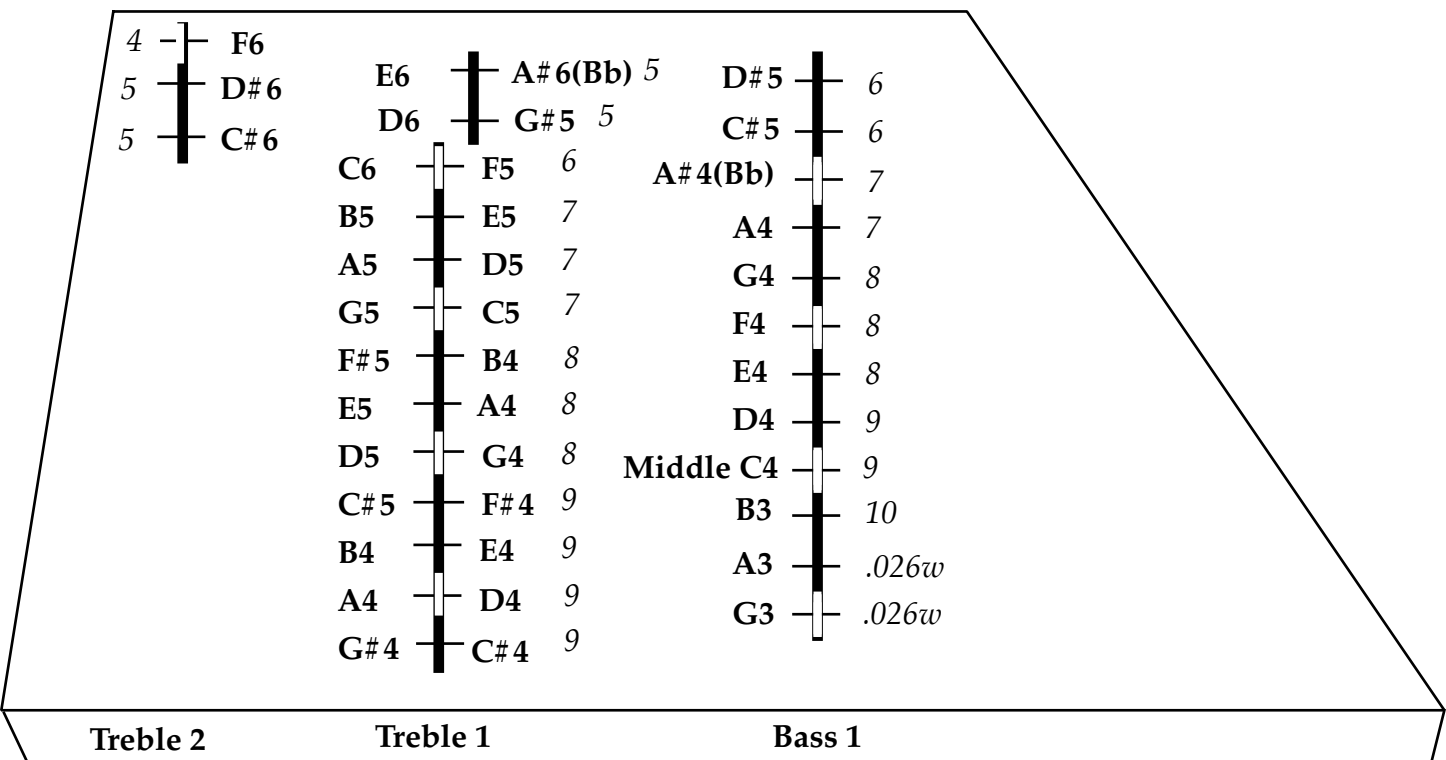 4 F6
5 D#6
5 C#6
E6 A#6(Bb) 5
D6 G#5 5
C6 F5 6
B5 E5 7
A5 D5 7
G5 C5 7
F#5 B4 8
E5 A4 8
D5 G4 8
C#5 F#4 9
B4 E4 9
A4 D4 9
G#4 C#4 9
D#5 6
C#5 6
A#4(Bb) 7
A4 7
G4 8
F4 8
E4 8
D4 9
Middle C4 9
B3 10
A3 .026w
G3 .026w
Treble 2 Treble 1 Bass 1